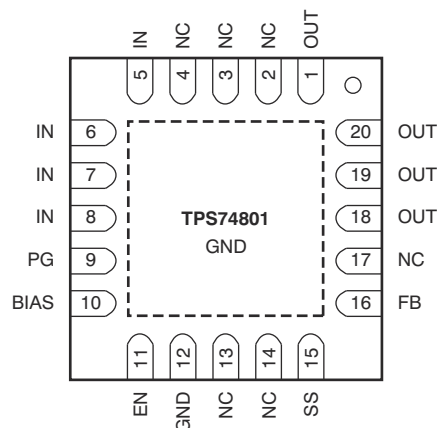 IN NC NC NC OUT
5 4 3 2 1
IN 6 20 OUT
IN 7 19 OUT
IN 8 TPS74801 18 OUT
GND
PG 9 17 NC
BIAS 10 16 FB
11 12 13 14 15
EN GND NC NC SS